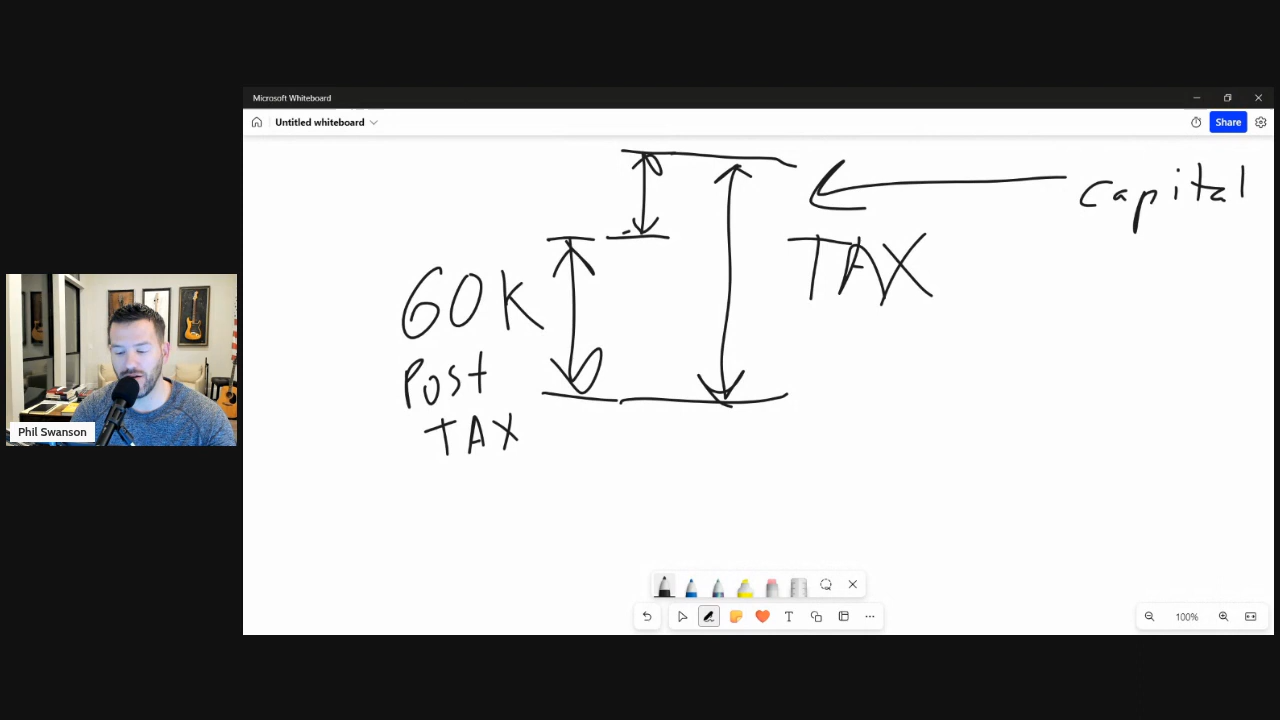 Microsoft Whiteboard
Untitled whiteboard
Share
capital
TAX
60K
Post
TAX
Phil Swanson
100%